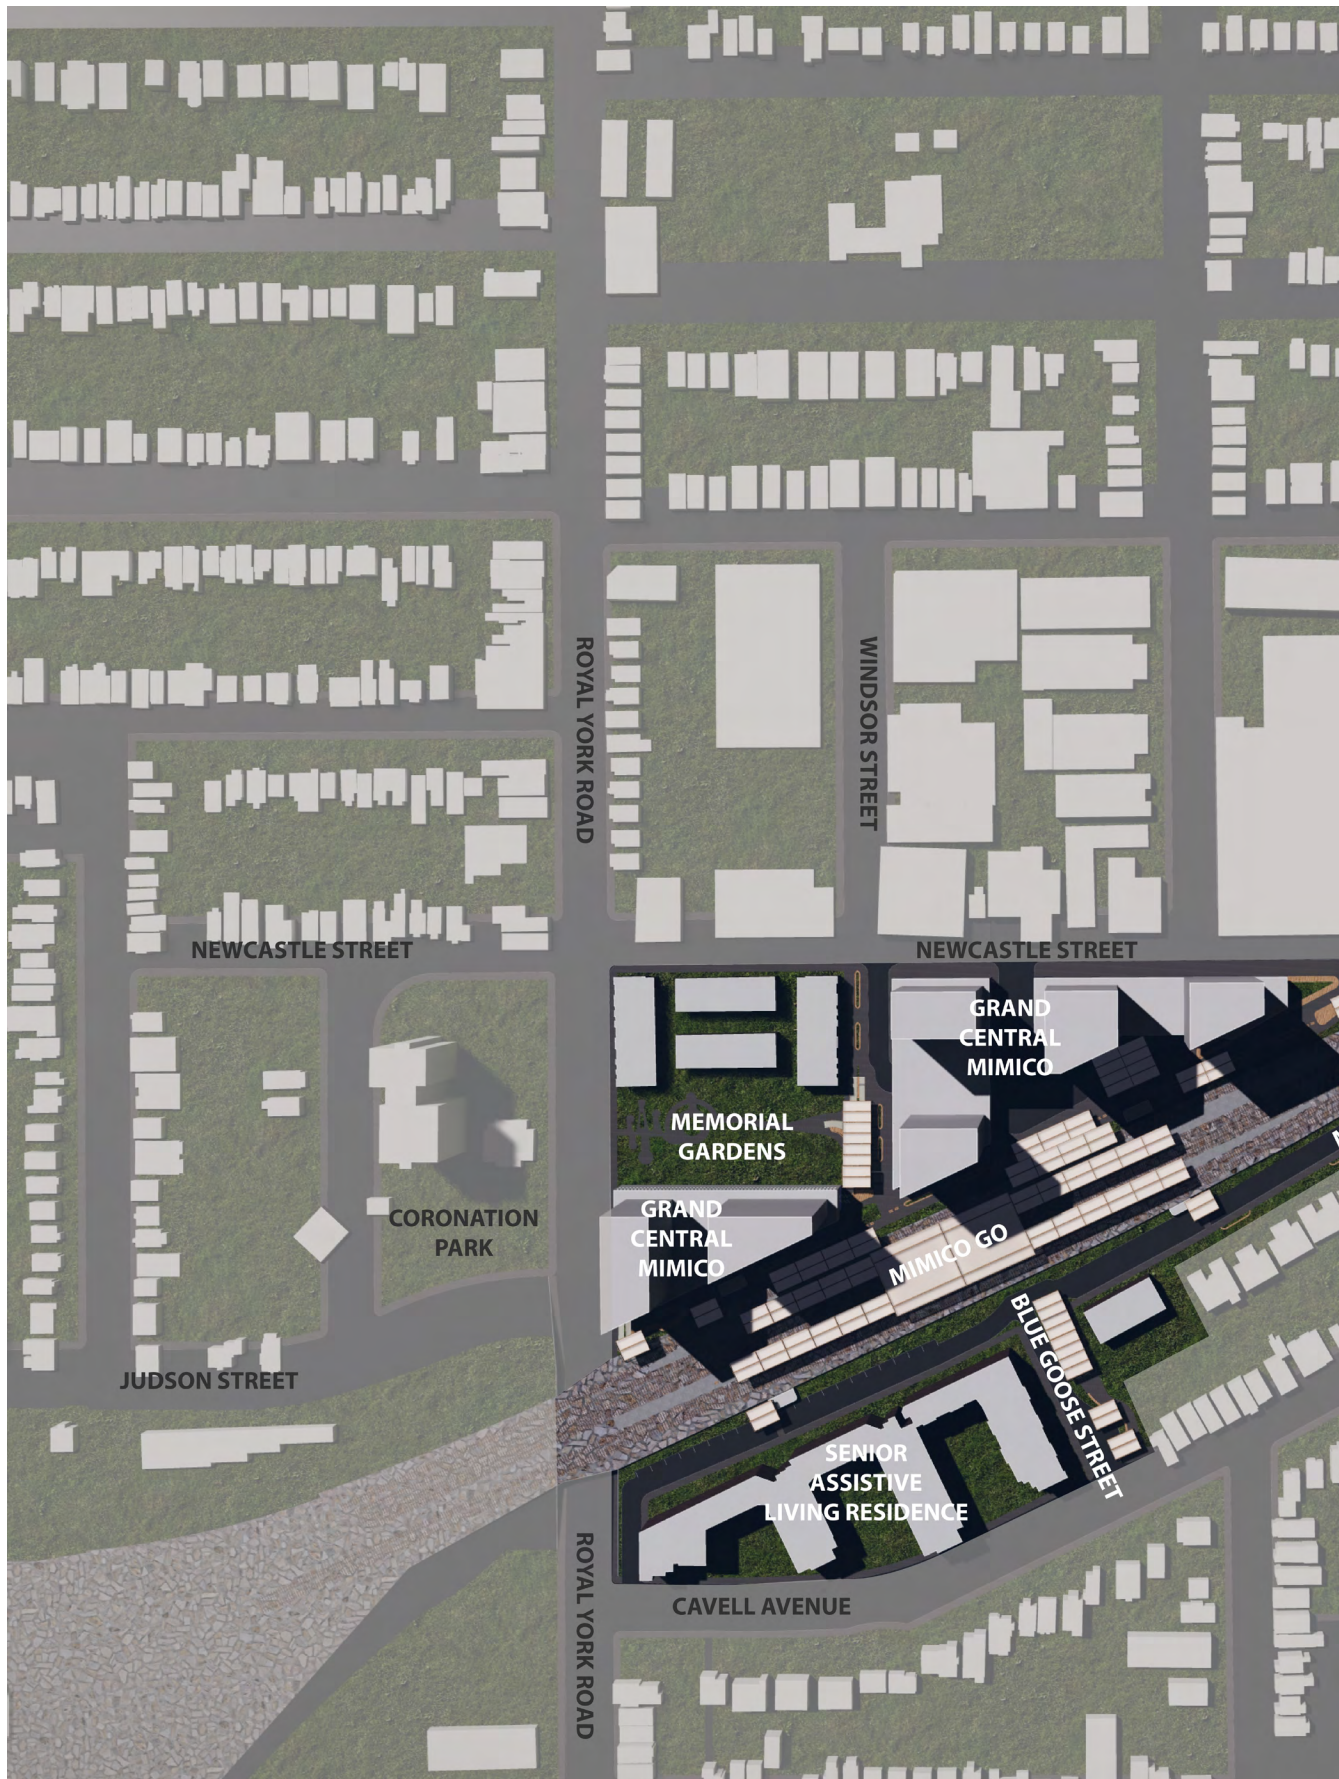 ROYAL YORK ROAD
WINDSOR STREET
NEWCASTLE STREET
NEWCASTLE STREET
GRAND
CENTRAL
MIMICO
MEMORIAL
GARDENS
CORONATION
PARK
GRAND
CENTRAL
MIMICO
MIMICO GO
BLUE GOOSE STREET
JUDSON STREET
SENIOR
ASSISTIVE
LIVING RESIDENCE
CAVELL AVENUE
ROYAL YORK ROAD